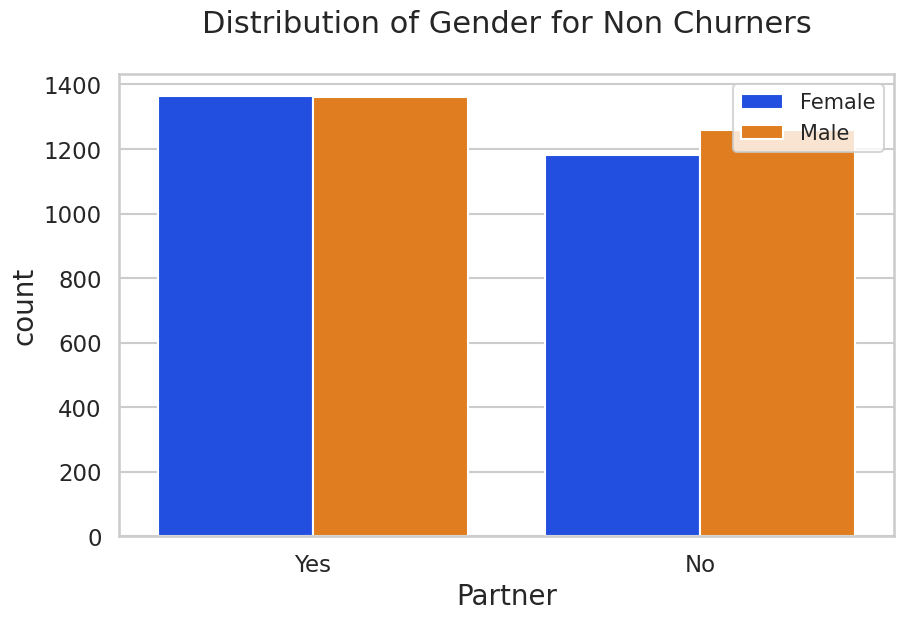 Distribution of Gender for Non Churners
1400
1200
1000
800
600
400
200
0
count
Female
Male
Yes
No
Partner